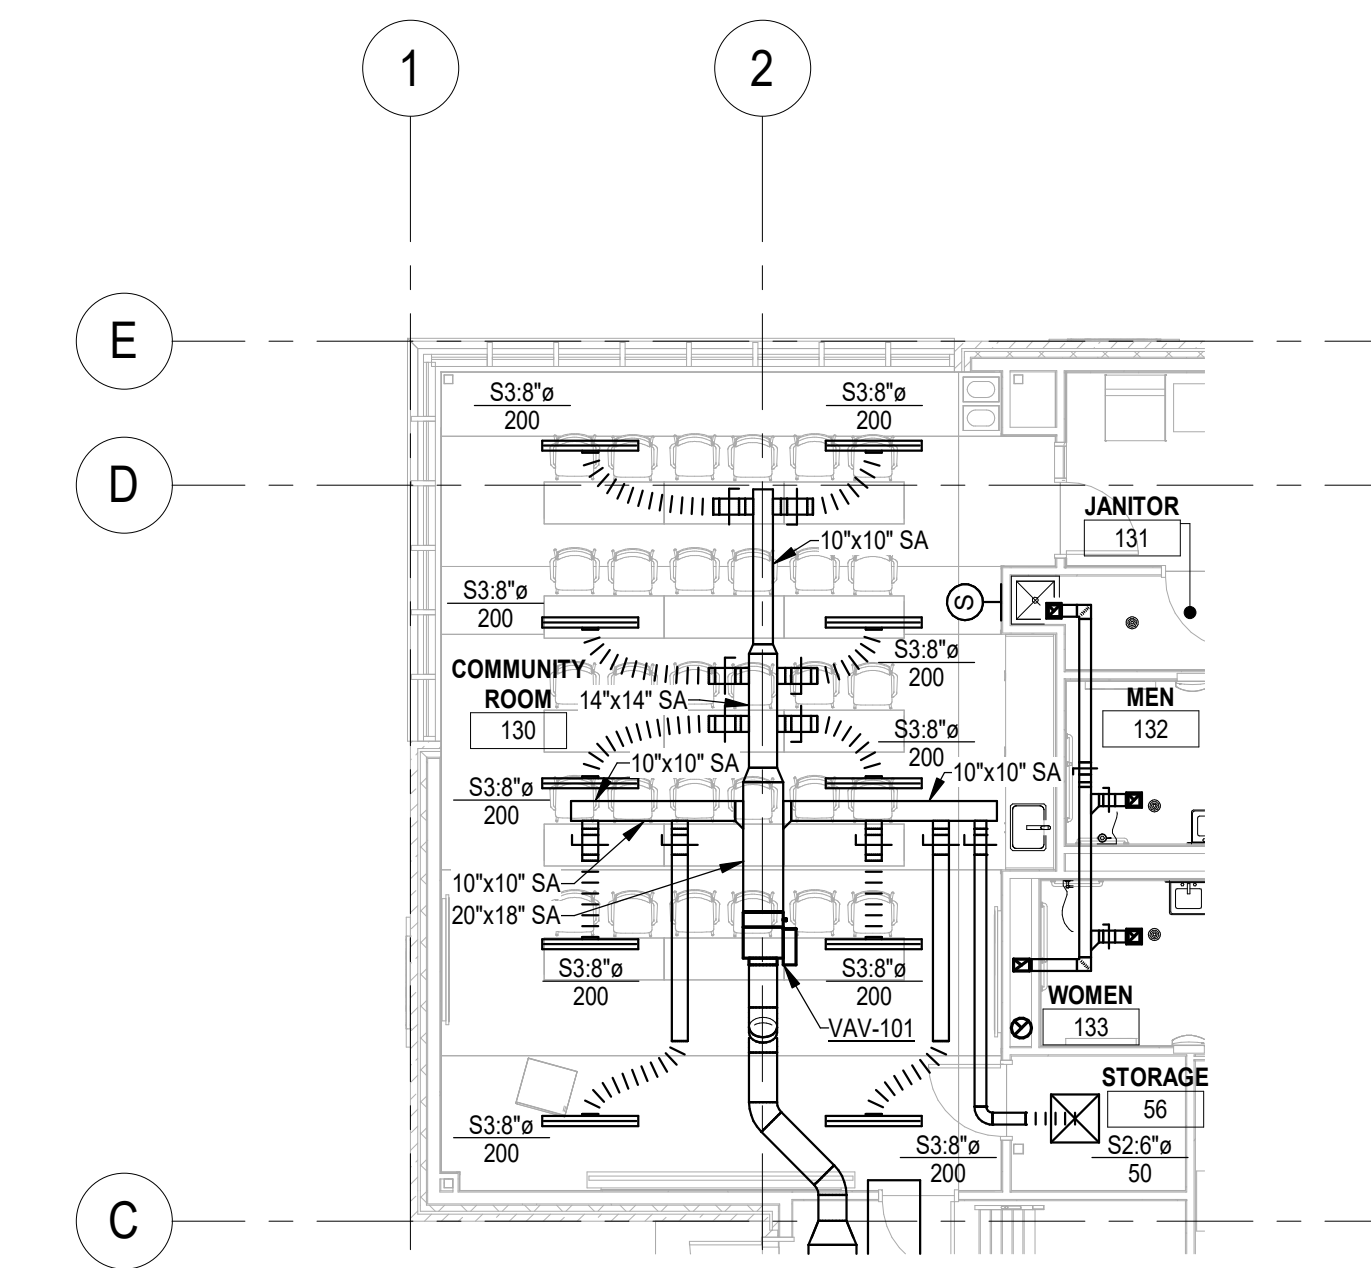 1
2
E
S3:8"ø
200
S3:8"ø
200
D
JANITOR
131
10"x10" SA
S3:8"ø
200
S
S3:8"ø
200
COMMUNITY
ROOM
130
14"x14" SA
MEN
132
S3:8"ø
200
10"x10" SA
10"x10" SA
S3:8"ø
200
10"x10" SA
20"x18" SA
S3:8"ø
200
S3:8"ø
200
WOMEN
133
VAV-101
STORAGE
56
S3:8"ø
200
S3:8"ø
200
S2:6"ø
50
C